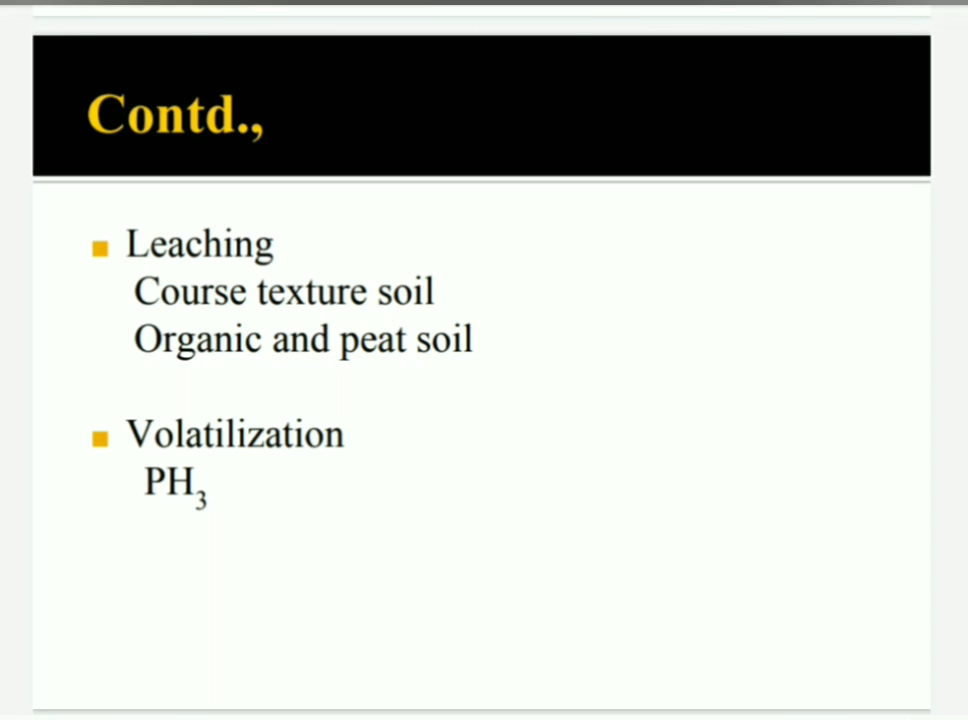 Contd.,
Leaching
Course texture soil
Organic and peat soil
Volatilization
PH₃